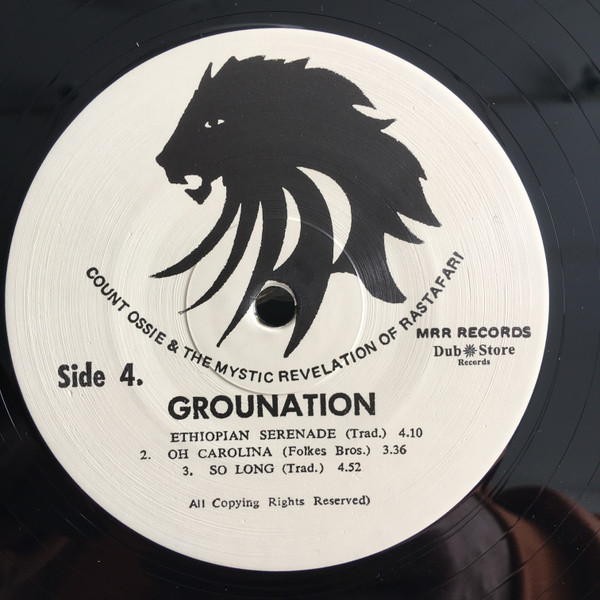 COUNT OSSIE & THE MYSTIC REVELATION OF RASTAFARI
MRR RECORDS
Dub Store
Records
Side 4.
GROUNATION
ETHIOPIAN SERENADE (Trad.) 4.10
2. OH CAROLINA (Folkes Bros.) 3.36
3. SO LONG (Trad.) 4.52
All Copying Rights Reserved)